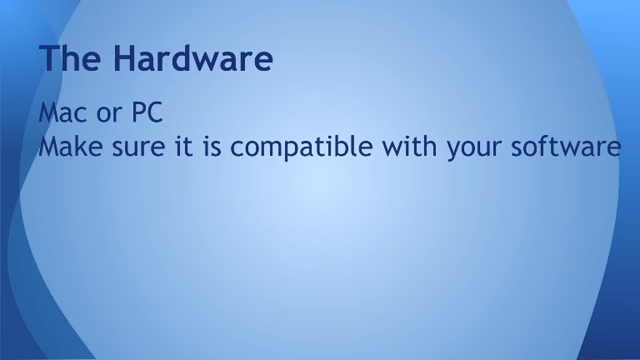 The Hardware
Mac or PC
Make sure it is compatible with your software